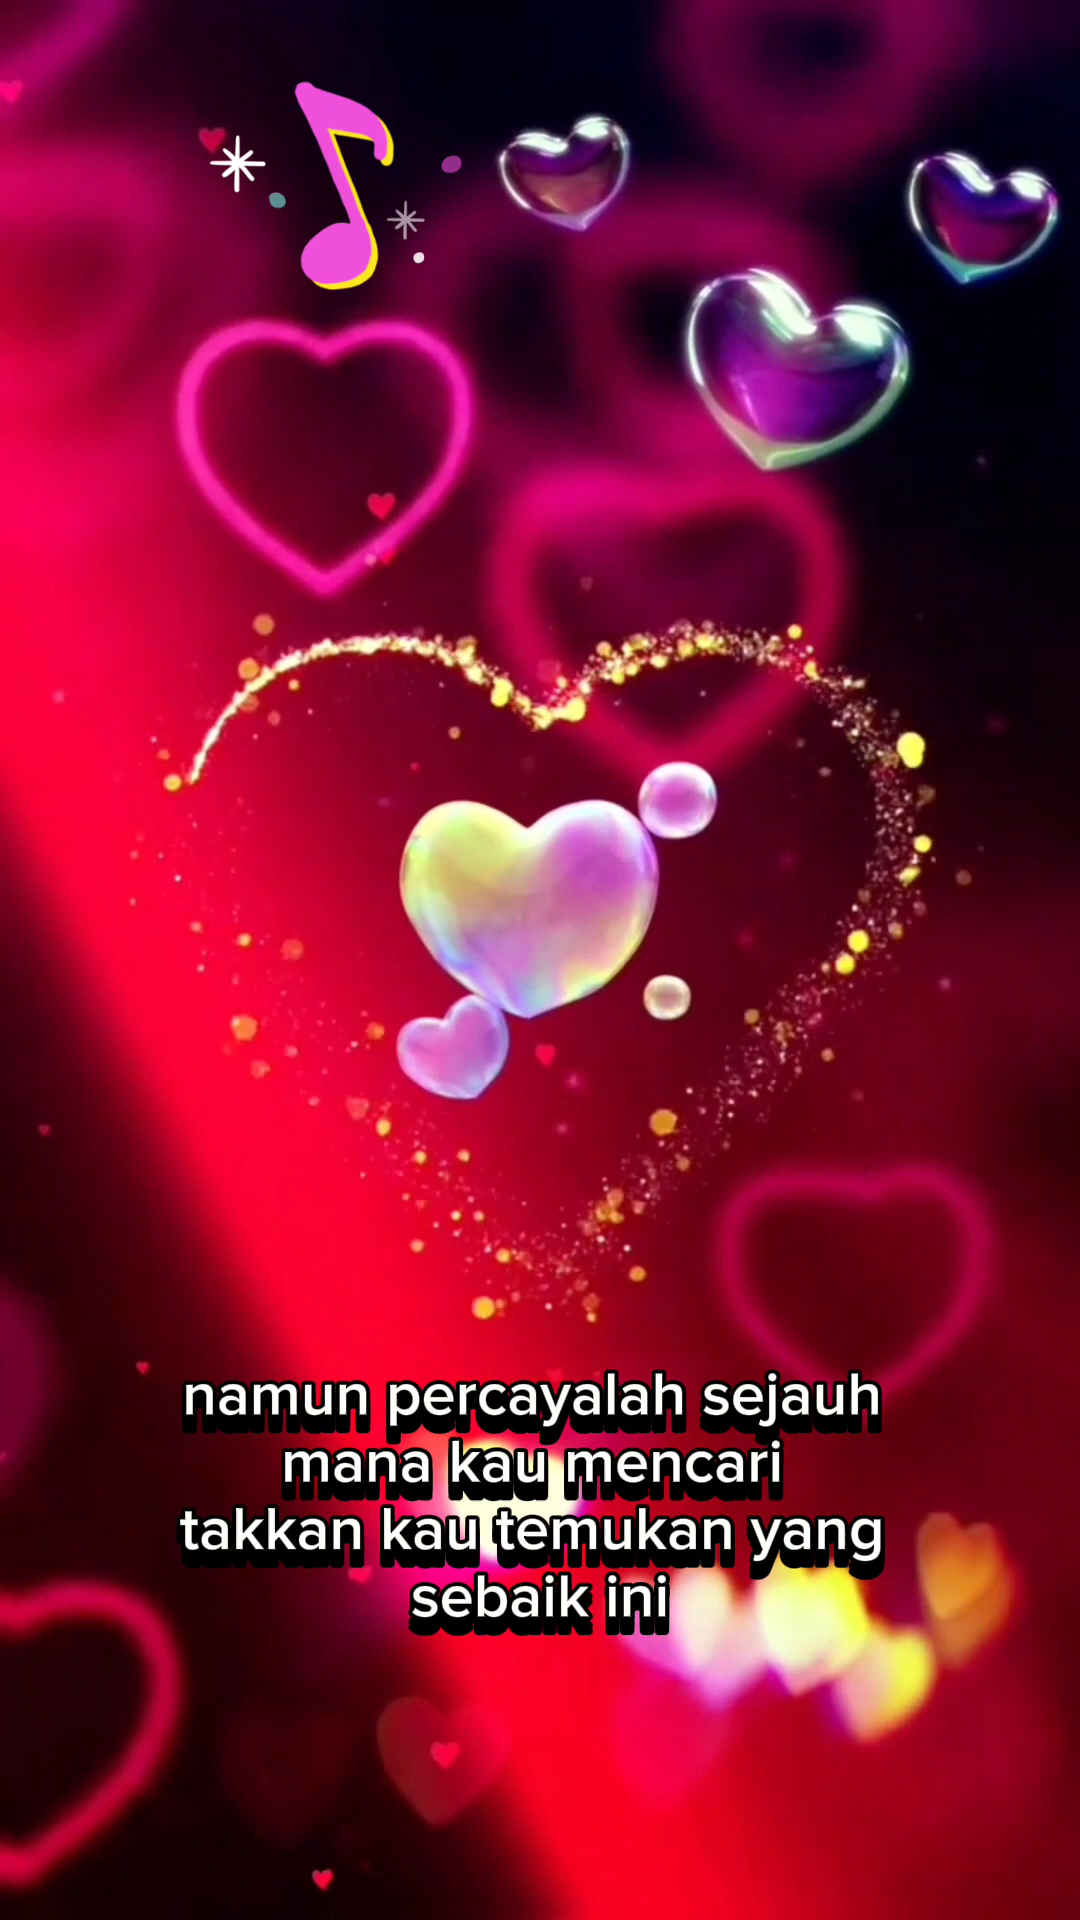 namun percayalah sejauh
mana kau mencari
takkan kau temukan yang
sebaik ini